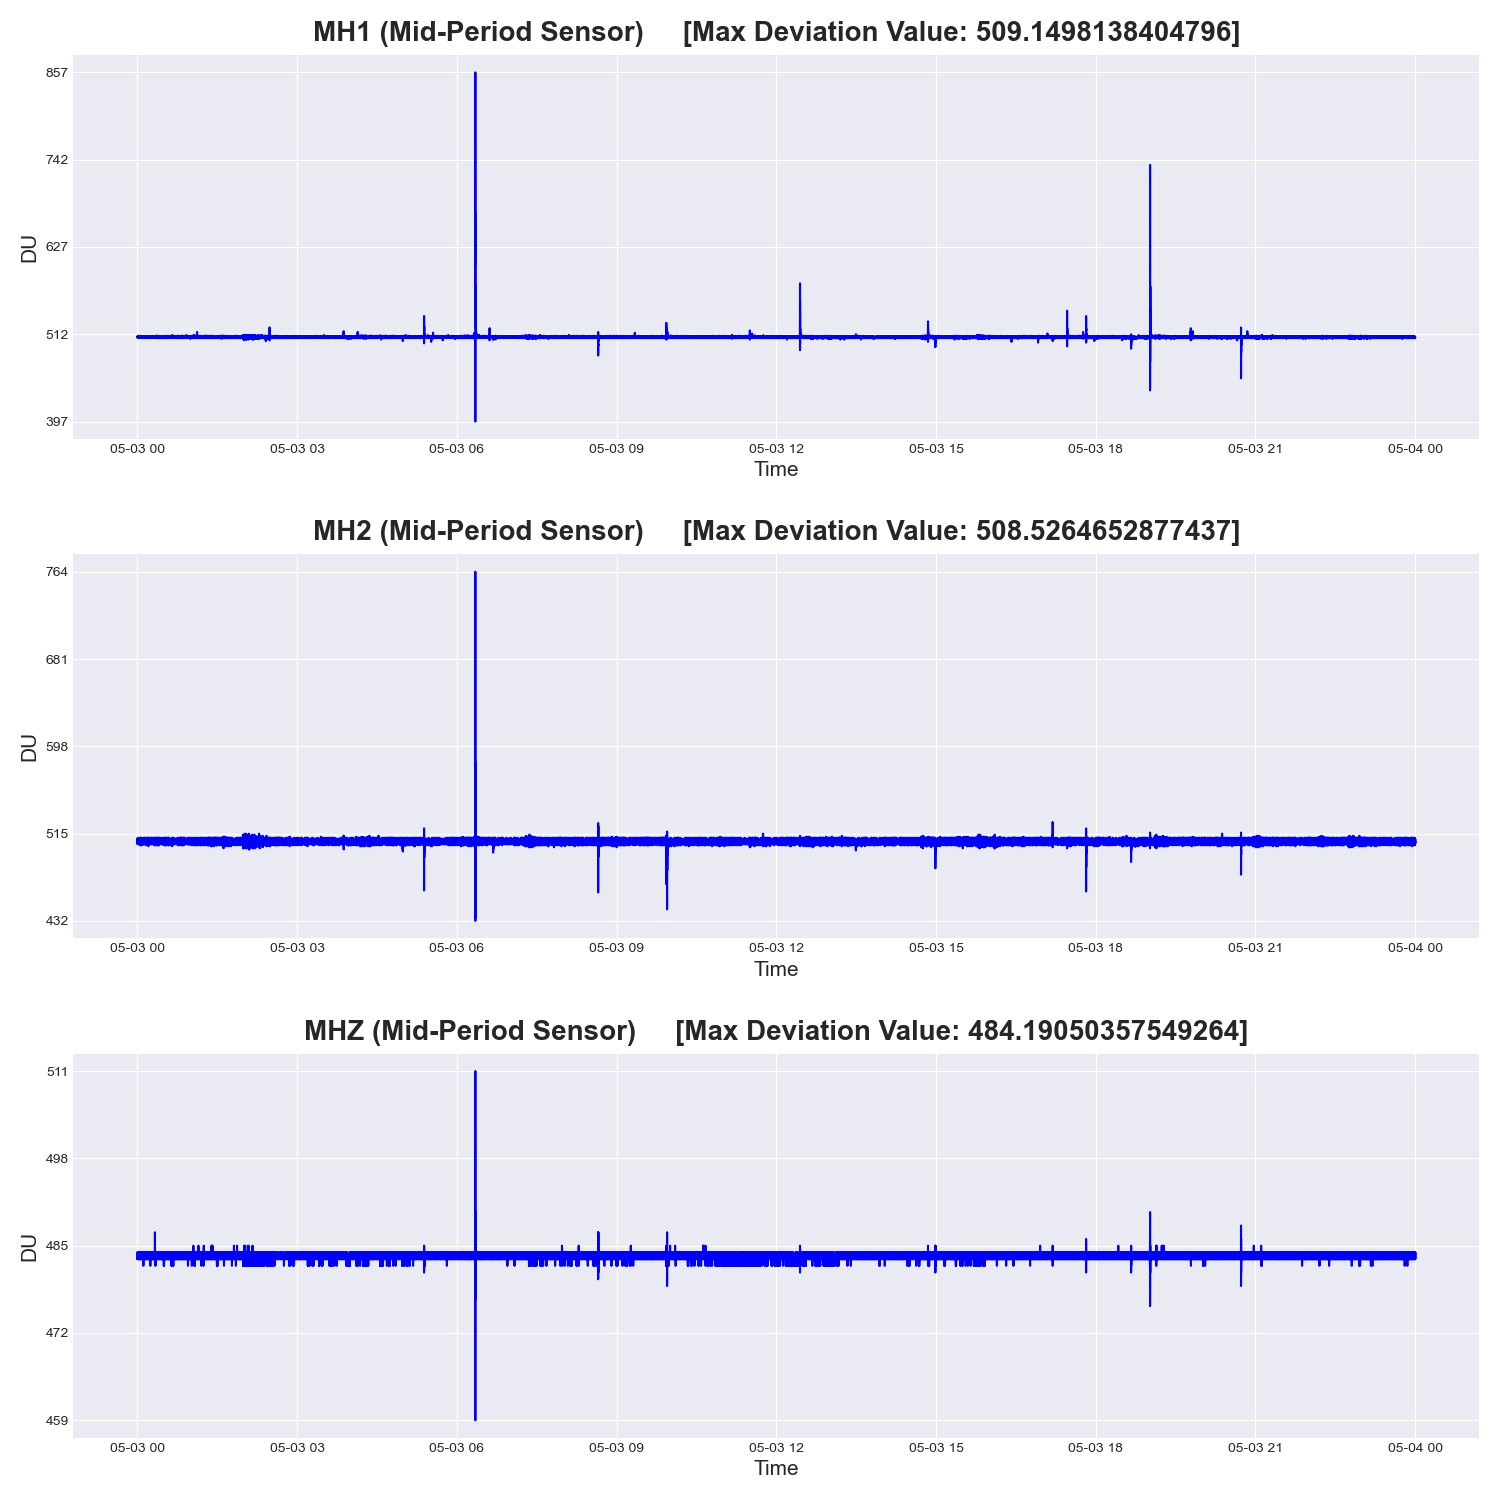 MH1 (Mid-Period Sensor) [Max Deviation Value: 509.1498138404796]
857
742
627
512
397
DU
05-03 00 05-03 03 05-03 06 05-03 09 05-03 12 05-03 15 05-03 18 05-03 21 05-04 00
Time
MH2 (Mid-Period Sensor) [Max Deviation Value: 508.5264652877437]
764
681
598
515
432
DU
05-03 00 05-03 03 05-03 06 05-03 09 05-03 12 05-03 15 05-03 18 05-03 21 05-04 00
Time
MHZ (Mid-Period Sensor) [Max Deviation Value: 484.19050357549264]
511
498
485
472
459
DU
05-03 00 05-03 03 05-03 06 05-03 09 05-03 12 05-03 15 05-03 18 05-03 21 05-04 00
Time